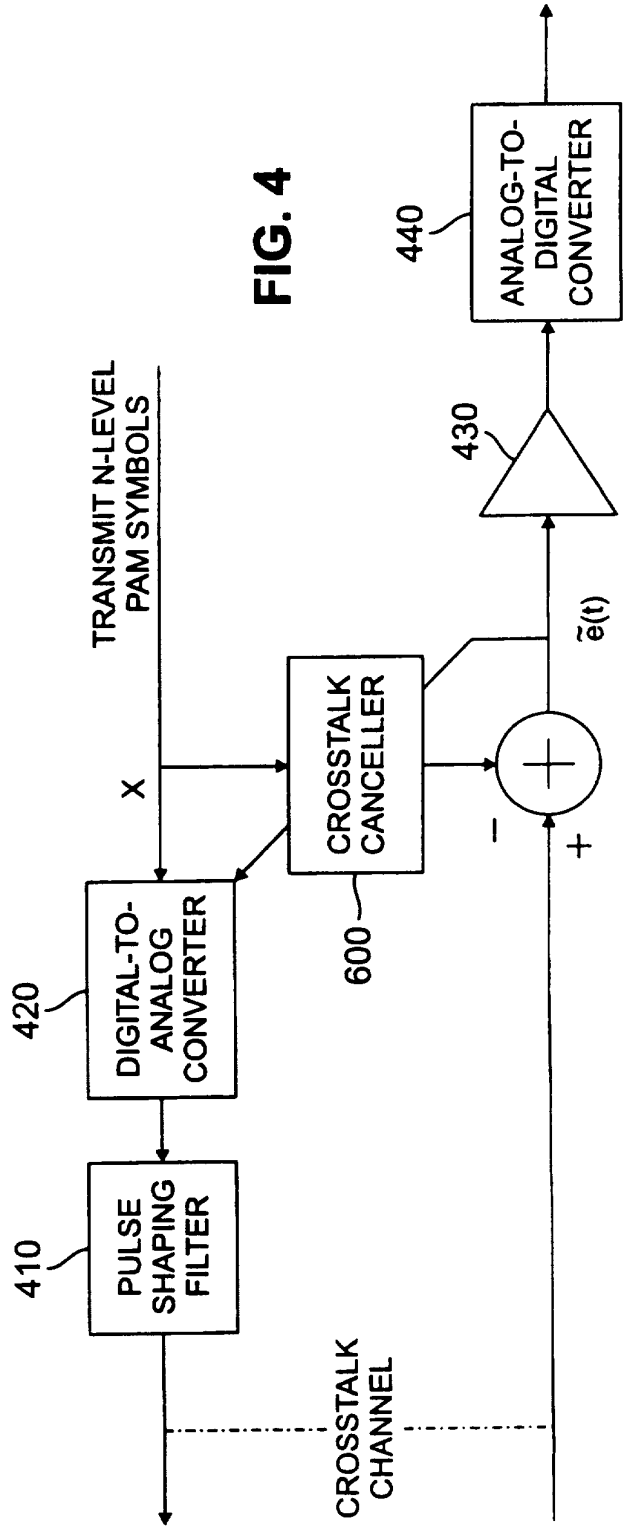 FIG. 4
TRANSMIT N-LEVEL
PAM SYMBOLS
X
420
DIGITAL-TO-
ANALOG
CONVERTER
410
PULSE
SHAPING
FILTER
CROSSTALK
CANCELLER
600
CROSSTALK
CHANNEL
−
+
+
ẽ(t)
430
440
ANALOG-TO-
DIGITAL
CONVERTER